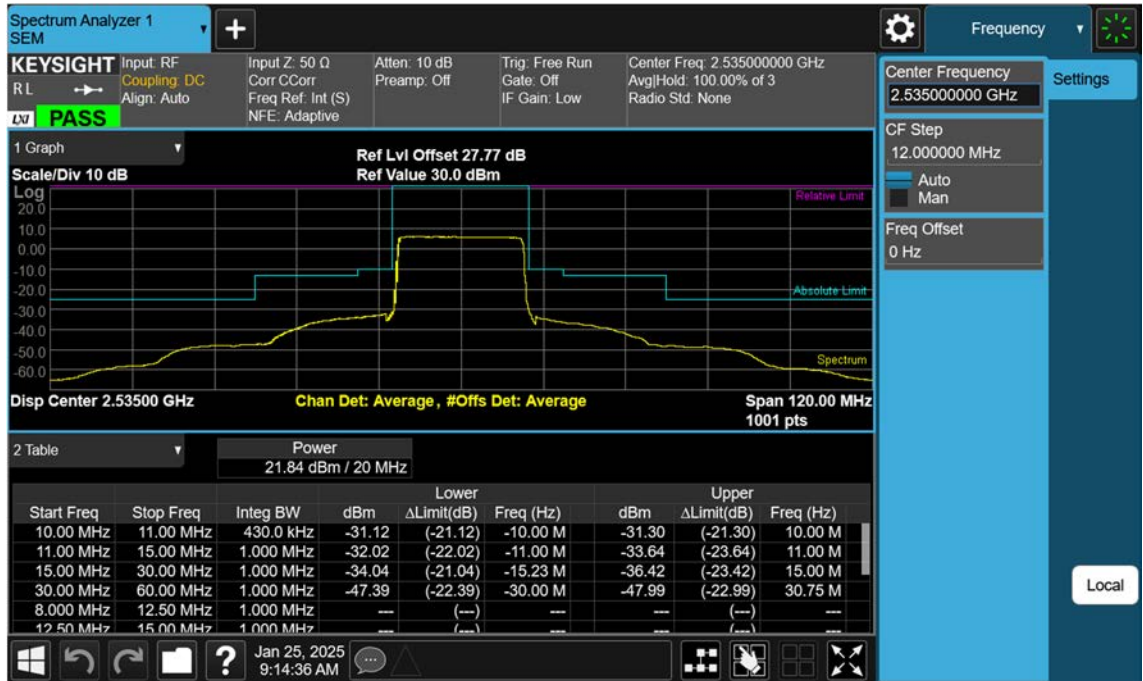 Spectrum Analyzer 1
SEM
Frequency
KEYSIGHT
RL
LXI PASS
Input: RF
Coupling: DC
Align: Auto
Input Z: 50 Ω
Corr CCorr
Freq Ref: Int (S)
NFE: Adaptive
Atten: 10 dB
Preamp: Off
Trig: Free Run
Gate: Off
IF Gain: Low
Center Freq: 2.535000000 GHz
Avg|Hold: 100.00% of 3
Radio Std: None
Center Frequency
2.535000000 GHz
Settings
CF Step
12.000000 MHz
Auto
Man
Freq Offset
0 Hz
1 Graph
Scale/Div 10 dB
Ref Lvl Offset 27.77 dB
Ref Value 30.0 dBm
Log
20.0
10.0
0.00
-10.0
-20.0
-30.0
-40.0
-50.0
-60.0
Relative Limit
Absolute Limit
Spectrum
Disp Center 2.53500 GHz
Chan Det: Average, #Offs Det: Average
Span 120.00 MHz
1001 pts
2 Table
Power
21.84 dBm / 20 MHz
Lower Upper
Start Freq Stop Freq Integ BW dBm ΔLimit(dB) Freq (Hz) dBm ΔLimit(dB) Freq (Hz)
10.00 MHz 11.00 MHz 430.0 kHz -31.12 (-21.12) -10.00 M -31.30 (-21.30) 10.00 M
11.00 MHz 15.00 MHz 1.000 MHz -32.02 (-22.02) -11.00 M -33.64 (-23.64) 11.00 M
15.00 MHz 30.00 MHz 1.000 MHz -34.04 (-21.04) -15.23 M -36.42 (-23.42) 15.00 M
30.00 MHz 60.00 MHz 1.000 MHz -47.39 (-22.39) -30.00 M -47.99 (-22.99) 30.75 M
8.000 MHz 12.50 MHz 1.000 MHz --- (---) --- --- (---) ---
12.50 MHz 15.00 MHz 1.000 MHz --- (---) --- --- (---) ---
Local
?
Jan 25, 2025
9:14:36 AM